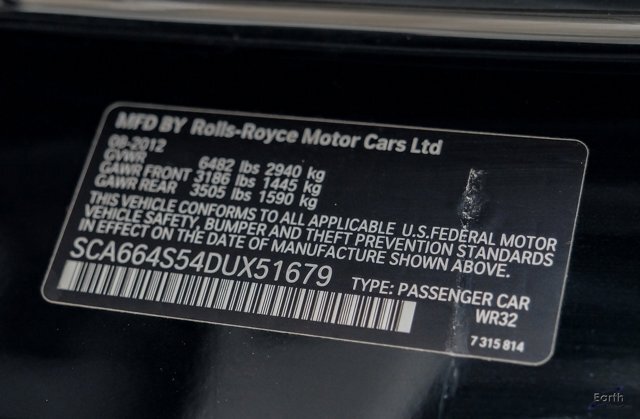 MFD BY Rolls-Royce Motor Cars Ltd
08-2012
GVWR 6482 lbs 2940 kg
GAWR FRONT 3186 lbs 1445 kg
GAWR REAR 3505 lbs 1590 kg
THIS VEHICLE CONFORMS TO ALL APPLICABLE U.S.FEDERAL MOTOR
VEHICLE SAFETY, BUMPER AND THEFT PREVENTION STANDARDS
IN EFFECT ON THE DATE OF MANUFACTURE SHOWN ABOVE.
SCA664S54DUX51679
TYPE: PASSENGER CAR
WR32
7 315 814
Earth